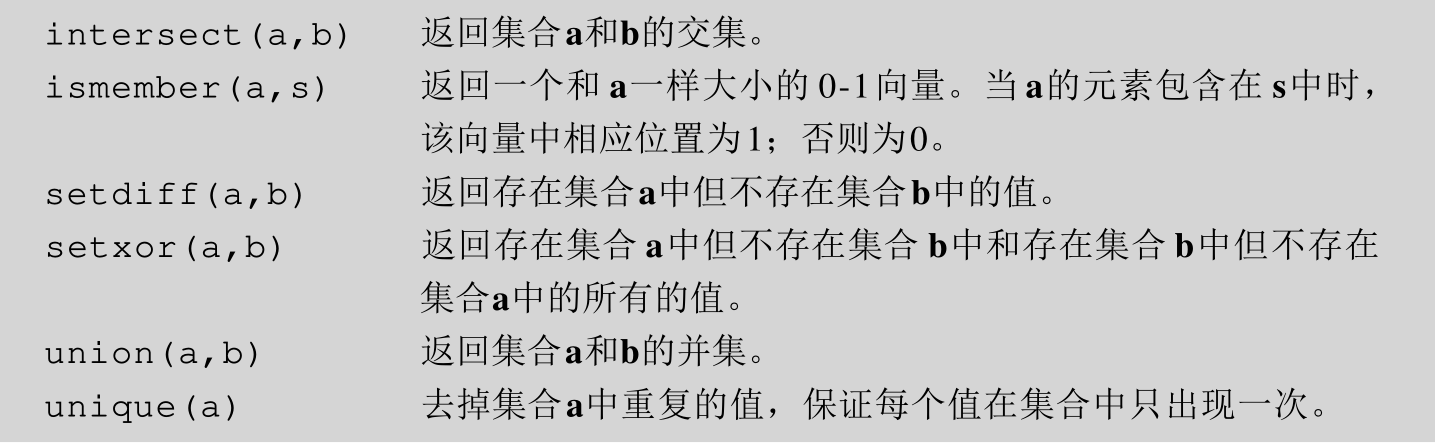 intersect(a,b) 返回集合a和b的交集。
ismember(a,s) 返回一个和 a一样大小的 0-1向量。当a的元素包含在 s中时，
该向量中相应位置为1；否则为0。
setdiff(a,b) 返回存在集合a中但不存在集合b中的值。
setxor(a,b) 返回存在集合 a中但不存在集合 b中和存在集合 b中但不存在
集合a中的所有的值。
union(a,b) 返回集合a和b的并集。
unique(a) 去掉集合a中重复的值，保证每个值在集合中只出现一次。